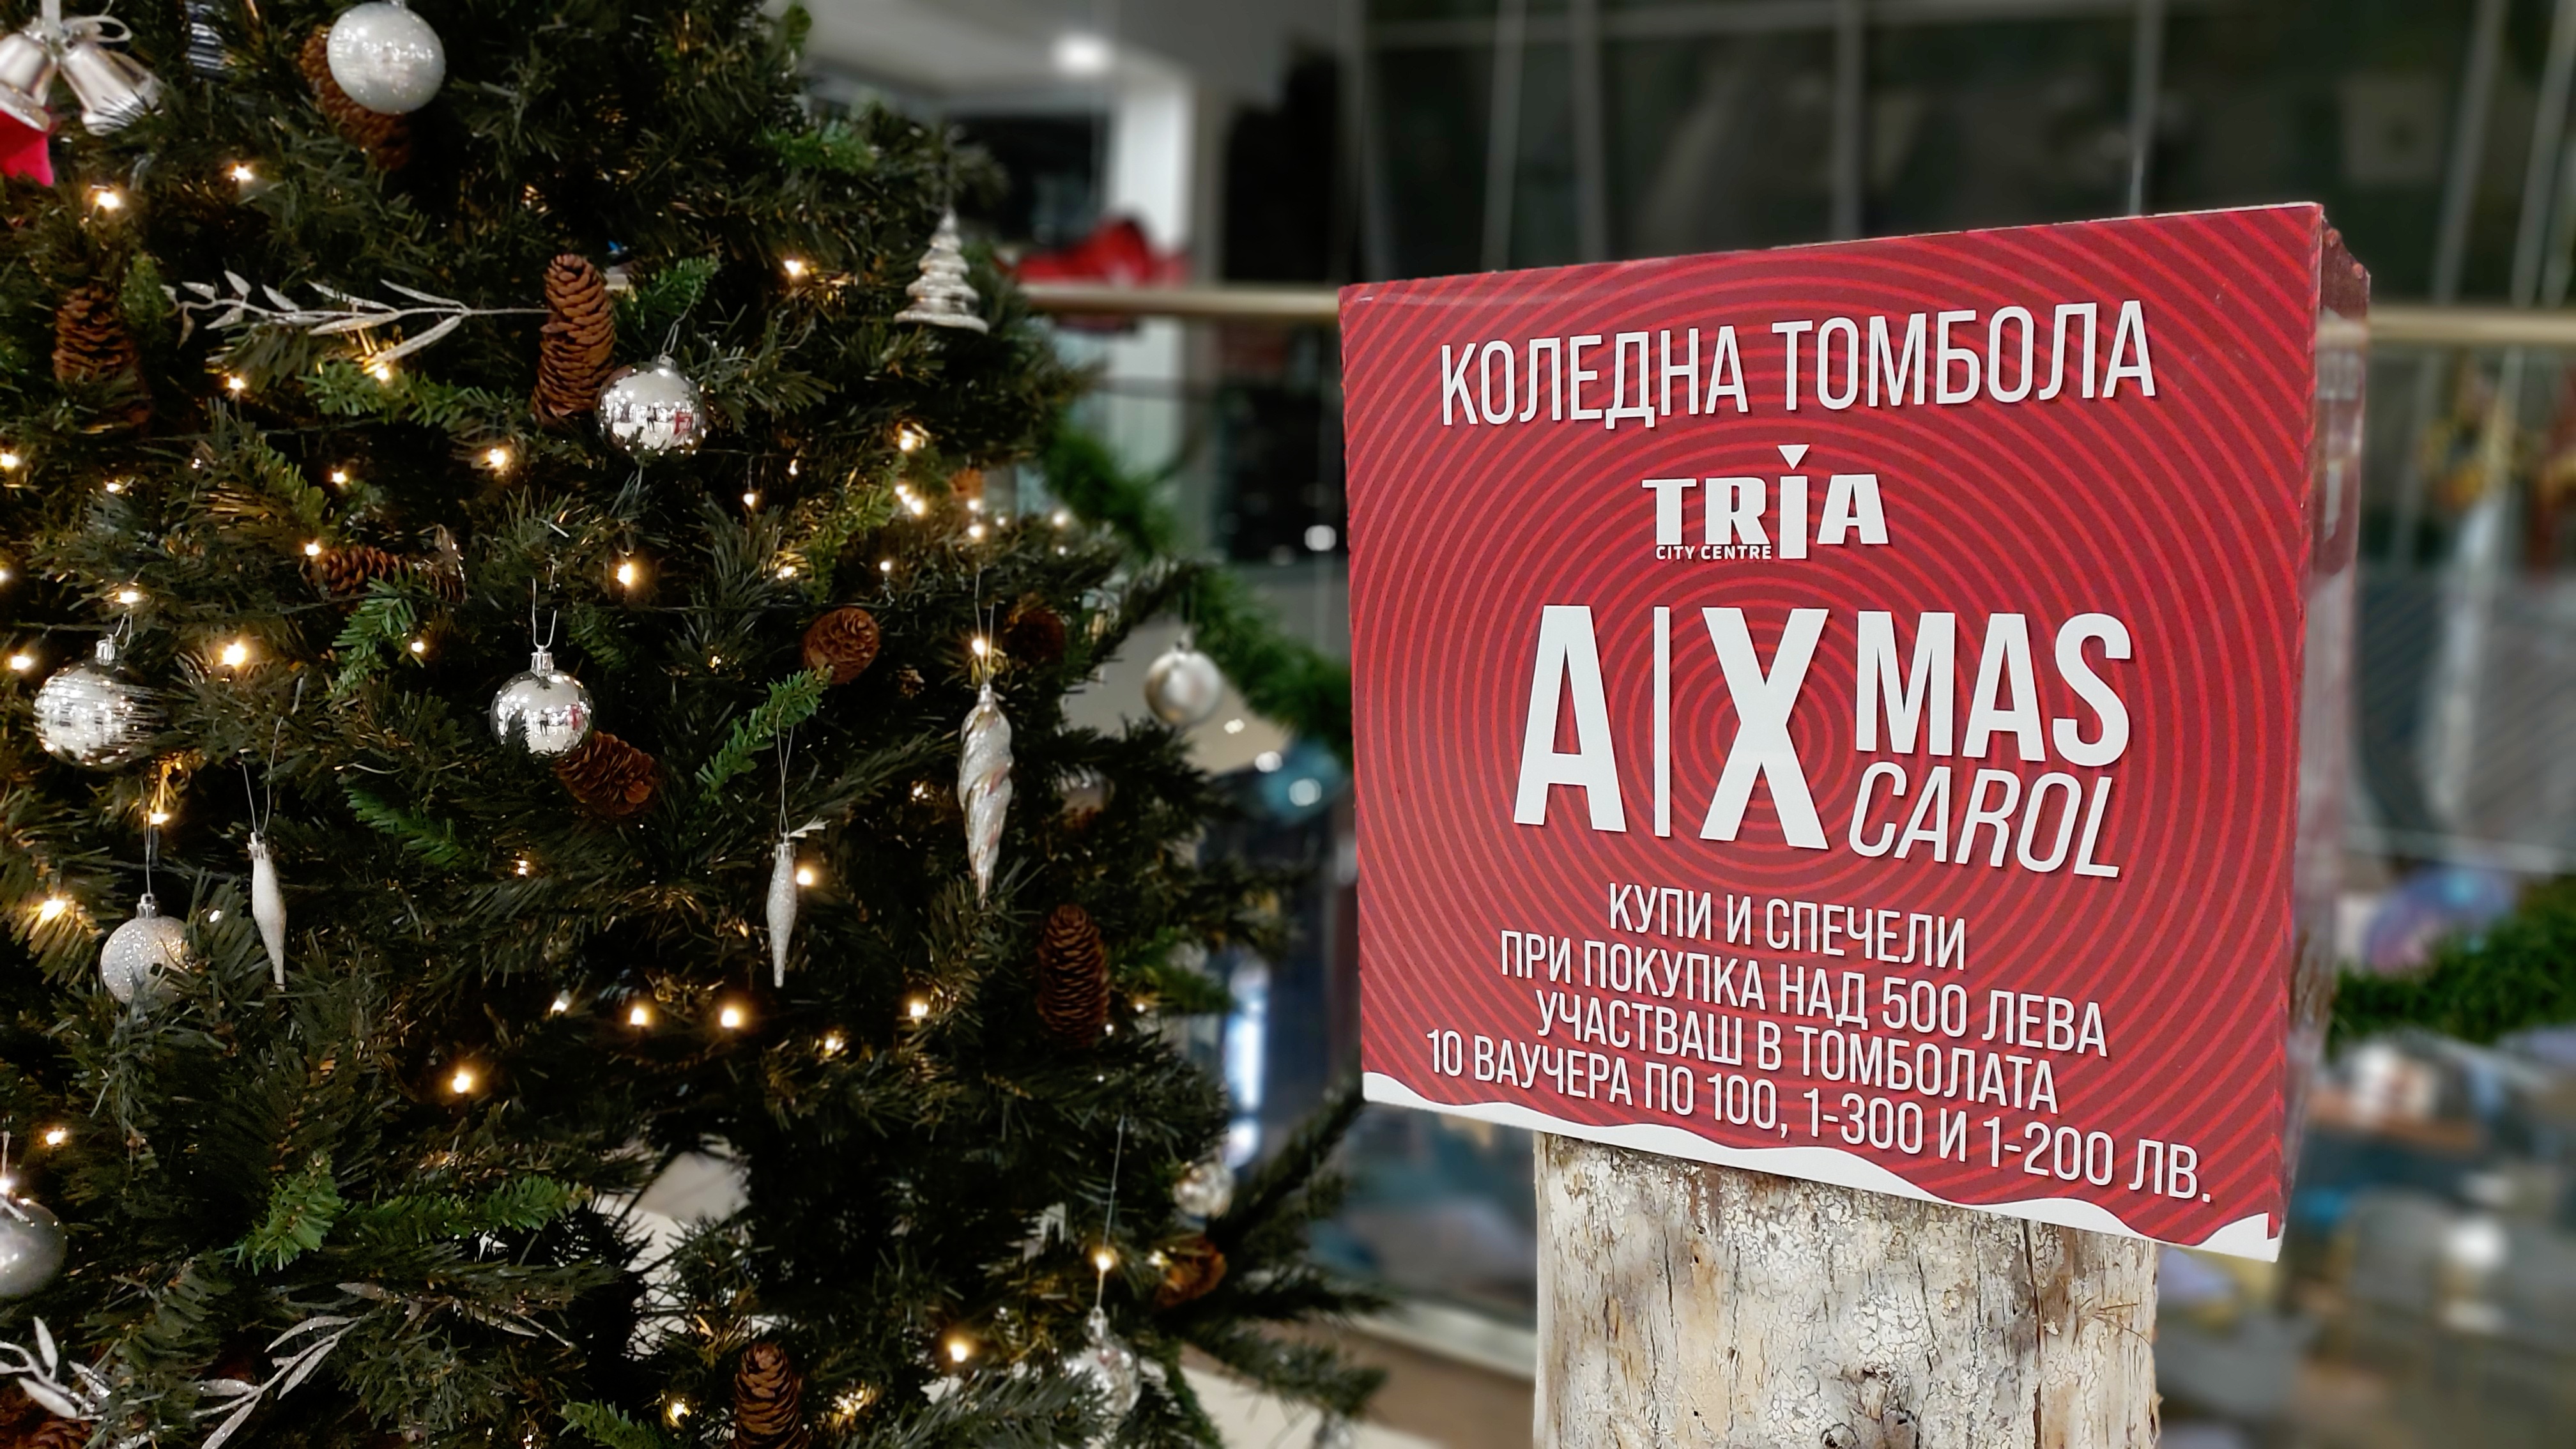 КОЛЕДНА ТОМБОЛА
TRIA
CITY CENTRE
A|XMAS
CAROL
КУПИ И СПЕЧЕЛИ
ПРИ ПОКУПКА НАД 500 ЛЕВА
УЧАСТВАШ В ТОМБОЛАТА
10 ВАУЧЕРА ПО 100, 1-300 И 1-200 ЛВ.